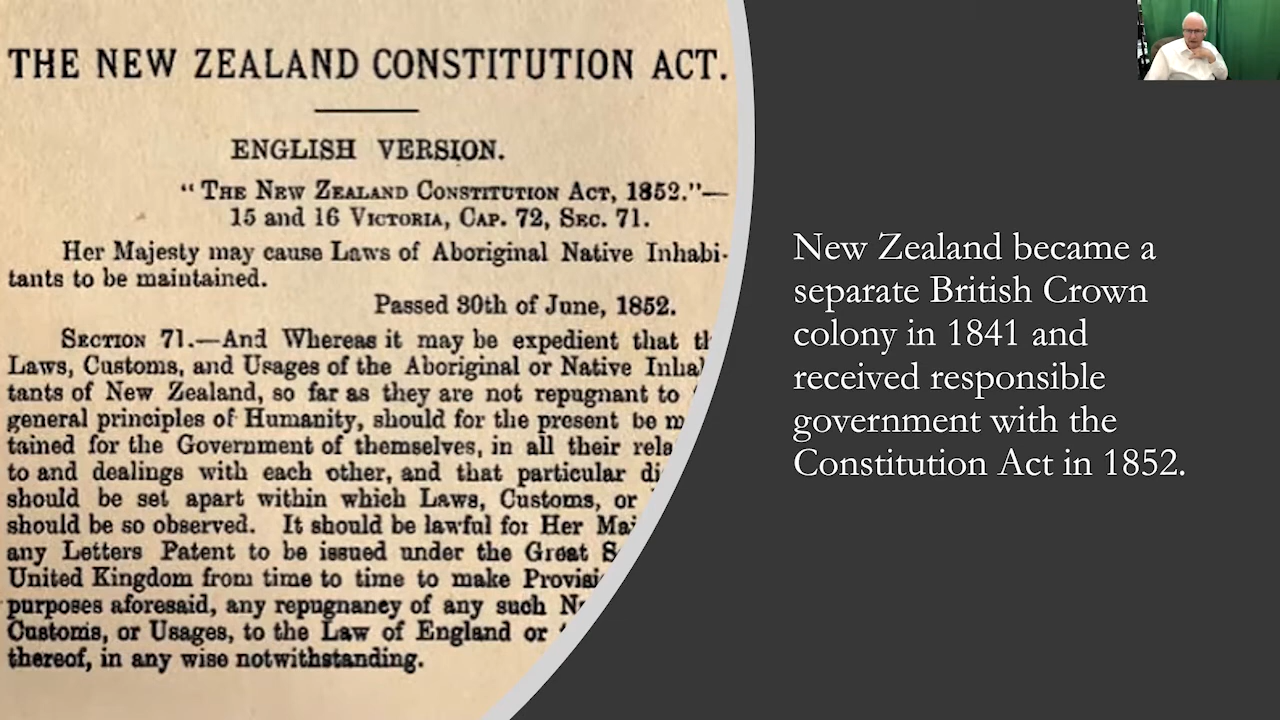 THE NEW ZEALAND CONSTITUTION ACT.
ENGLISH VERSION.
“THE NEW ZEALAND CONSTITUTION ACT, 1852.”—
15 and 16 VICTORIA, CAP. 72, SEC. 71.
Her Majesty may cause Laws of Aboriginal Native Inhabi-
tants to be maintained.
Passed 30th of June, 1852.
SECTION 71.—And Whereas it may be expedient that
Laws, Customs, and Usages of the Aboriginal or Native
tants of New Zealand, so far as they are not repugnant to
general principles of Humanity, should for the present be
tained for the Government of themselves, in all their
to and dealings with each other, and that particular
should be set apart within which Laws, Customs, or
should be so observed. It should be lawful for Her
any Letters Patent to be issued under the Great
United Kingdom from time to time to make
purposes aforesaid, any repugnancy of any such
Customs, or Usages, to the Law of England or
thereof, in any wise notwithstanding.
New Zealand became a
separate British Crown
colony in 1841 and
received responsible
government with the
Constitution Act in 1852.